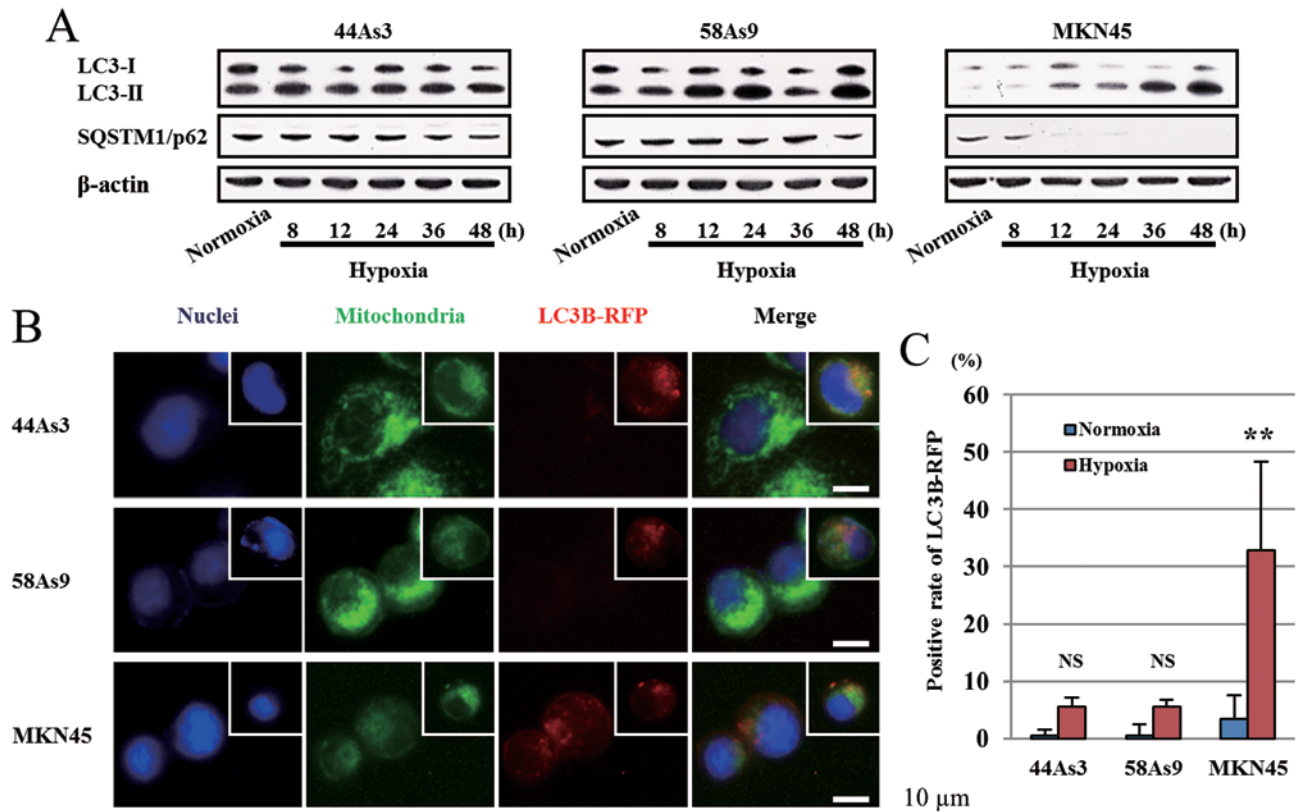 A
44As3 58As9 MKN45
LC3-I
LC3-II
SQSTM1/p62
β-actin
Normoxia 8 12 24 36 48 (h) Normoxia 8 12 24 36 48 (h) Normoxia 8 12 24 36 48 (h)
Hypoxia Hypoxia Hypoxia
B
Nuclei Mitochondria LC3B-RFP Merge
44As3
58As9
MKN45
10 μm
C
(%)
Positive rate of LC3B-RFP
60
50
40
30
20
10
0
Normoxia
Hypoxia
NS NS **
44As3 58As9 MKN45